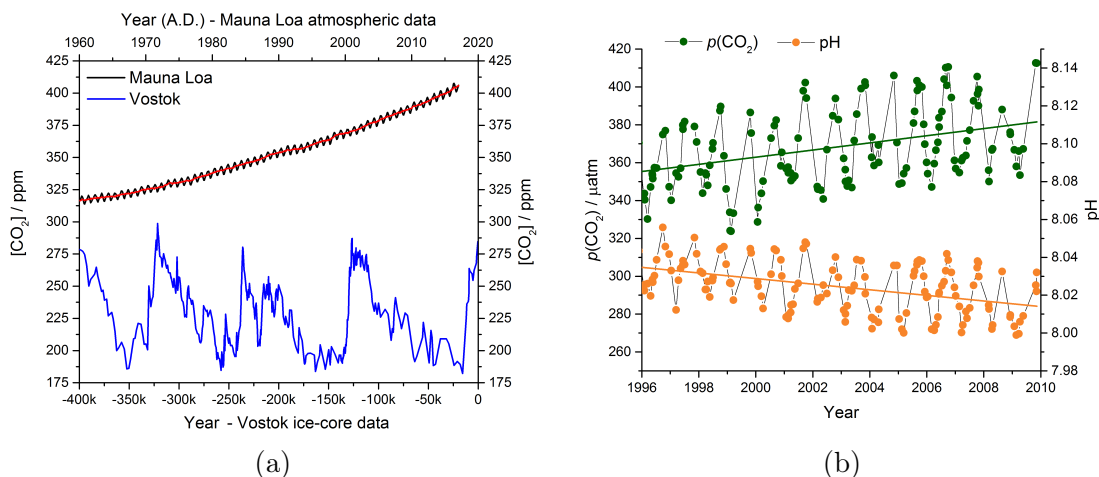 Year (A.D.) - Mauna Loa atmospheric data
1960 1970 1980 1990 2000 2010 2020
425 425
400 400
375 375
350 350
325 325
300 300
275 275
250 250
225 225
200 200
175 175
Mauna Loa
Vostok
[CO₂] / ppm
[CO₂] / ppm
-400k -350k -300k -250k -200k -150k -100k -50k 0
Year - Vostok ice-core data
(a)
p(CO₂) pH
420
400
380
360
340
320
300
280
260
p(CO₂) / µatm
8.14
8.12
8.10
8.08
8.06
8.04
8.02
8.00
7.98
pH
1996 1998 2000 2002 2004 2006 2008 2010
Year
(b)